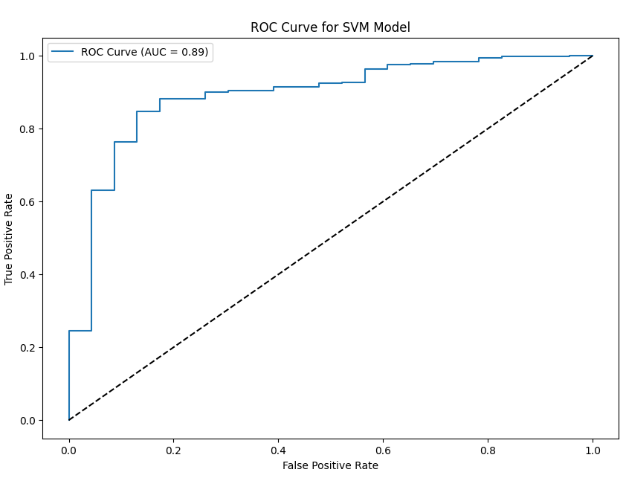 ROC Curve for SVM Model
ROC Curve (AUC = 0.89)
1.0
0.8
0.6
0.4
0.2
0.0
True Positive Rate
0.0 0.2 0.4 0.6 0.8 1.0
False Positive Rate